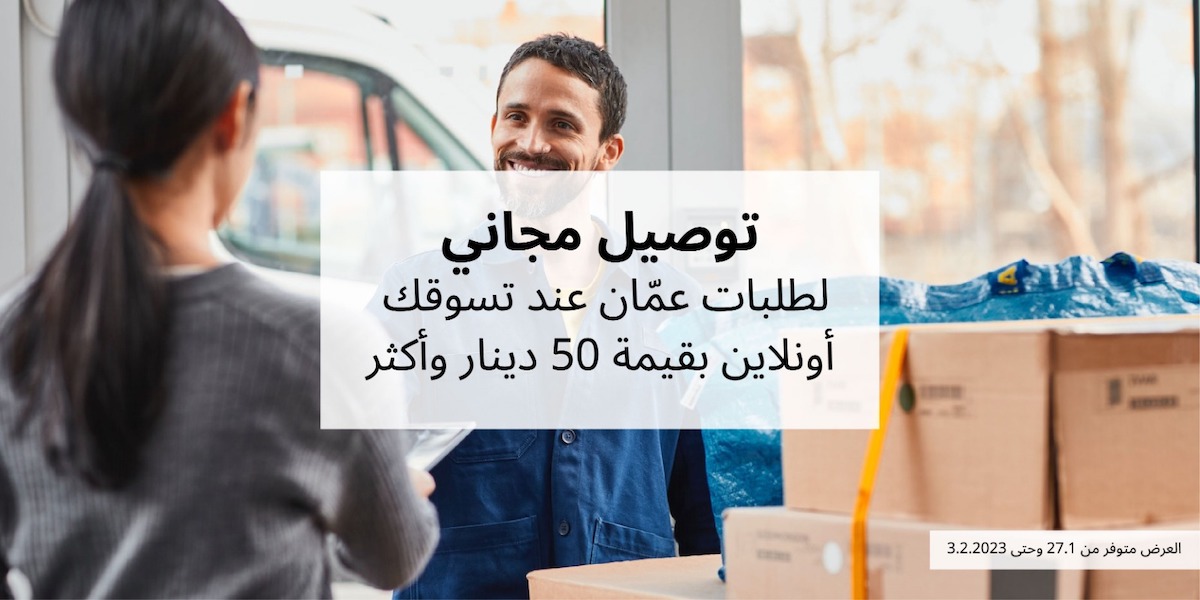 توصيل مجاني
لطلبات عمّان عند تسوقك
أونلاين بقيمة 50 دينار وأكثر
العرض متوفر من 27.1 وحتى 3.2.2023